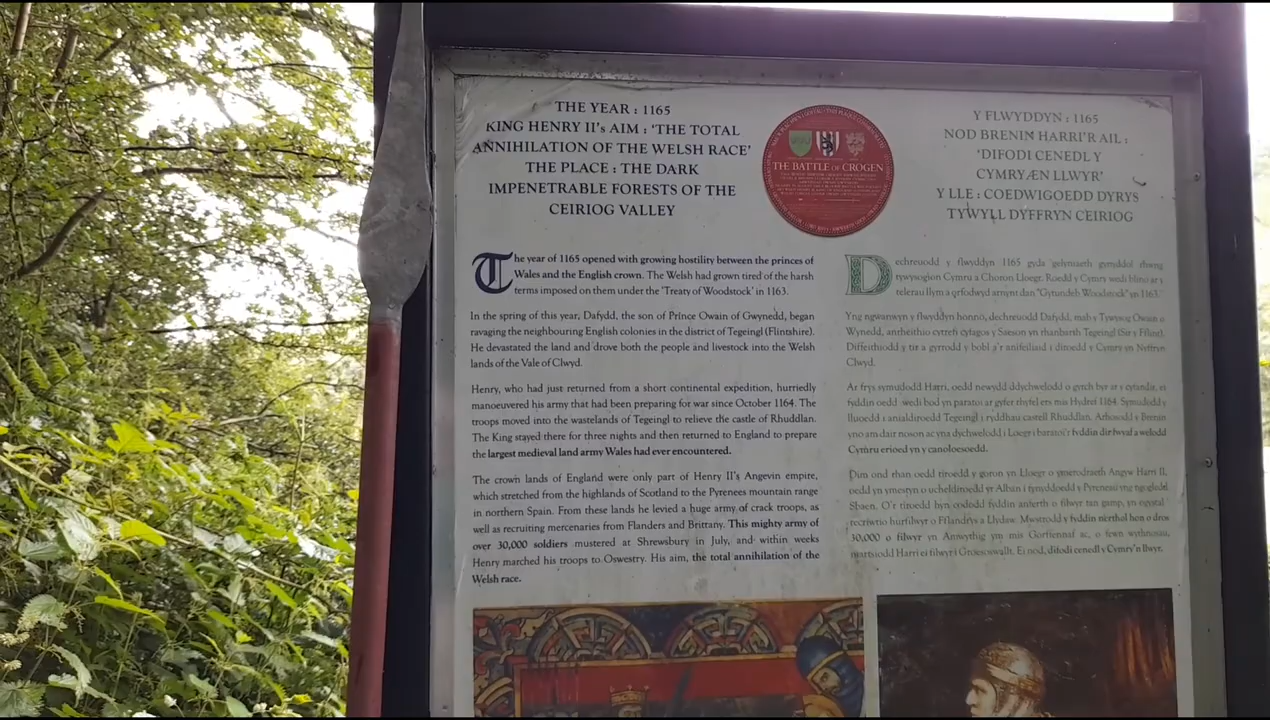 THE YEAR : 1165
KING HENRY II's AIM : 'THE TOTAL
ANNIHILATION OF THE WELSH RACE'
THE PLACE : THE DARK
IMPENETRABLE FORESTS OF THE
CEIRIOG VALLEY
The year of 1165 opened with growing hostility between the princes of
Wales and the English crown. The Welsh had grown tired of the harsh
terms imposed on them under the 'Treaty of Woodstock' in 1163.
In the spring of this year, Dafydd, the son of Prince Owain of Gwynedd, began
ravaging the neighbouring English colonies in the district of Tegeingl (Flintshire).
He devastated the land and drove both the people and livestock into the Welsh
lands of the Vale of Clwyd.
Henry, who had just returned from a short continental expedition, hurriedly
manoeuvered his army that had been preparing for war since October 1164. The
troops moved into the wastelands of Tegeingl to relieve the castle of Rhuddlan.
The King stayed there for three nights and then returned to England to prepare
the largest medieval land army Wales had ever encountered.
The crown lands of England were only part of Henry II's Angevin empire,
which stretched from the highlands of Scotland to the Pyrenees mountain range
in northern Spain. From these lands he levied a huge army of crack troops, as
well as recruiting mercenaries from Flanders and Brittany. This mighty army of
over 30,000 soldiers mustered at Shrewsbury in July, and within weeks
Henry marched his troops to Oswestry. His aim, the total annihilation of the
Welsh race.
THE BATTLE OF CROGEN
Y FLWYDDYN : 1165
NOD BRENIN HARRI'R AIL :
'DIFODI CENEDL Y
CYMRY/EN LLWYR'
Y LLE : COEDWIGOEDD DYRYS
TYWYLL DYFFRYN CEIRIOG
Dechreuodd y flwyddyn 1165 gyda gelyniaeth gynyddol rhwng
tywysogion Cymru a Choron Lloegr. Roedd y Cymry wedi blino ar y
telerau llym a orfodwyd arnynt dan "Gytundeb Woodstock" yn 1163.
Yng ngwanwyn y flwyddyn honno, dechreuodd Dafydd, mab y Tywysog Owain o
Wynedd, anrheithio cytrefi cyfagos y Saeson yn rhanbarth Tegeingl (Sir y Fflint).
Differthiodd y tir a gyrrodd y bobl a'r anifeiliaid i diroedd y Cymry yn Nyffryn
Clwyd.
Ar frys symudodd Harri, oedd newydd ddychwelodd o gyrch byr ar y cyfandir, ei
fyddin oedd wedi bod yn paratoi ar gyfer rhyfel ers mis Hydref 1164. Symudodd y
lluoedd i anialdiroedd Tegeingl i ryddhau castell Rhuddlan. Arhosodd y Brenin
yno am dair noson ac yna dychwelodd i Loegr i baratoi'r fyddin dir fwyaf a welodd
Cymru erioed yn y canoloesoedd.
Dim ond rhan oedd tiroedd y goron yn Lloegr o ymerodraeth Angyw Harri II,
oedd yn ymestyn o ucheldiroedd yr Alban i fynyddoedd y Pyreneau yng ngogledd
Sbaen. O'r tiroedd hyn cododd fyddin anferth o filwyr tan gamp, yn ogystal
recriwtio hurfilwyr o Fflandrys a Llydaw. Mwstrodd y fyddin nerthol hon o dros
30,000 o filwyr yn Amwythig ym mis Gorffennaf ac, o fewn wythnosau,
martsiodd Harri ei filwyr i Groesoswallt. Ei nod, difodi cenedl y Cymry'n llwyr.